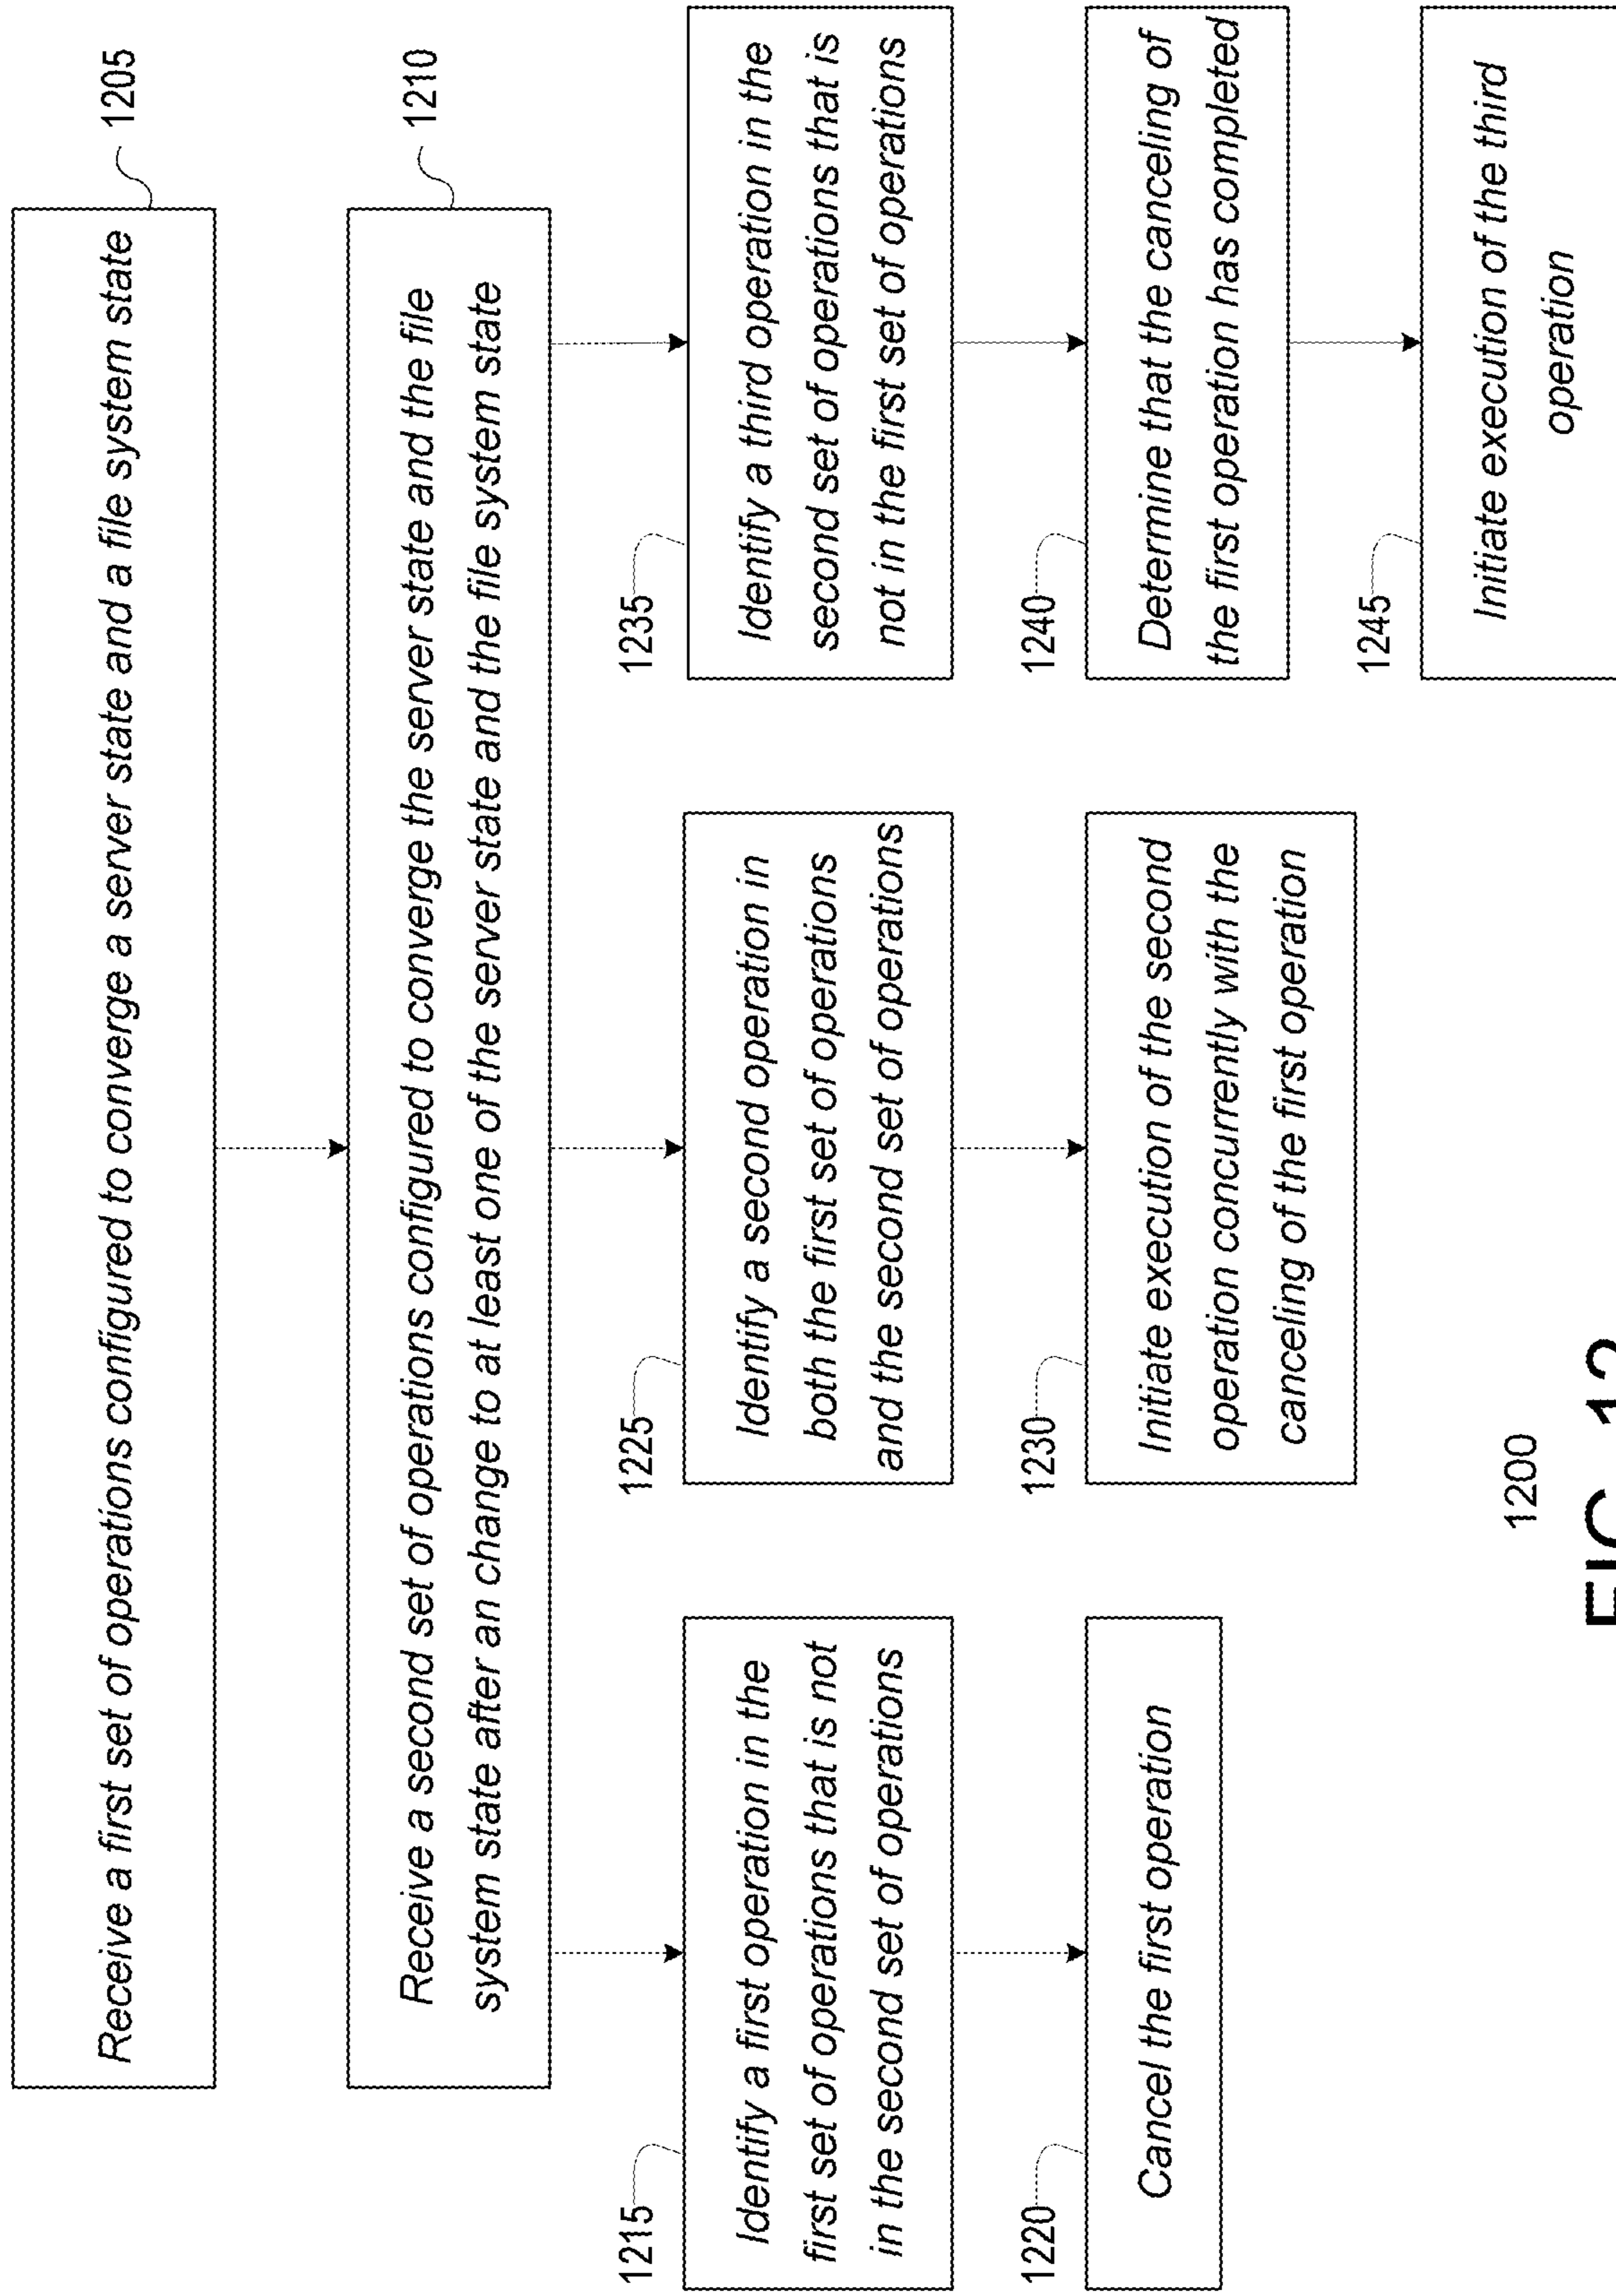 Receive a first set of operations configured to converge a server state and a file system state
1205
Receive a second set of operations configured to converge the server state and the file
system state after an change to at least one of the server state and the file system state
1210
1215
Identify a first operation in the
first set of operations that is not
in the second set of operations
1220
Cancel the first operation
1225
Identify a second operation in
both the first set of operations
and the second set of operations
1230
Initiate execution of the second
operation concurrently with the
canceling of the first operation
1235
Identify a third operation in the
second set of operations that is
not in the first set of operations
1240
Determine that the canceling of
the first operation has completed
1245
Initiate execution of the third
operation
1200
FIG. 12